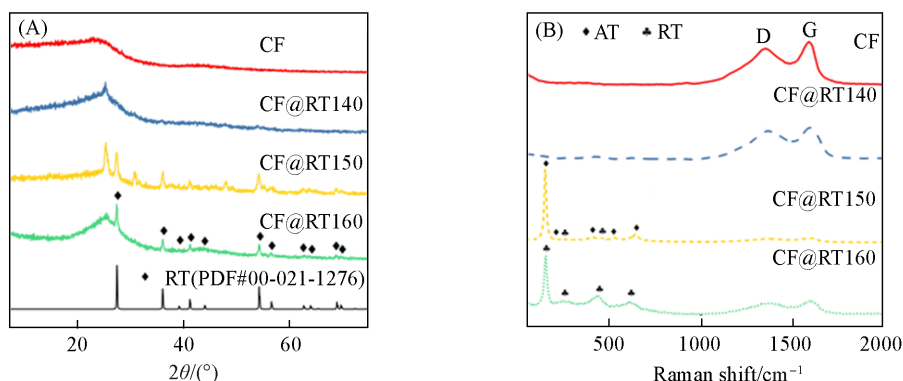 (A)
CF
CF@RT140
CF@RT150
CF@RT160
♦ RT(PDF#00-021-1276)
20 40 60
2θ/(°)
(B) ♦ AT ♣ RT D G CF
CF@RT140
CF@RT150
CF@RT160
500 1000 1500 2000
Raman shift/cm⁻¹